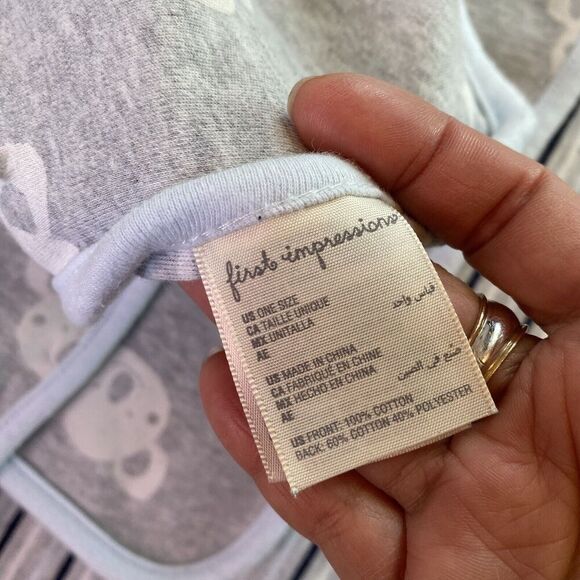 first impressions
US ONE SIZE
CA TAILLE UNIQUE
MX UNITALLA
AE قياس واحد
US MADE IN CHINA
CA FABRIQUÉ EN CHINE
MX HECHO EN CHINA
AE صنع في الصين
US FRONT: 100% COTTON
BACK: 60% COTTON 40% POLYESTER